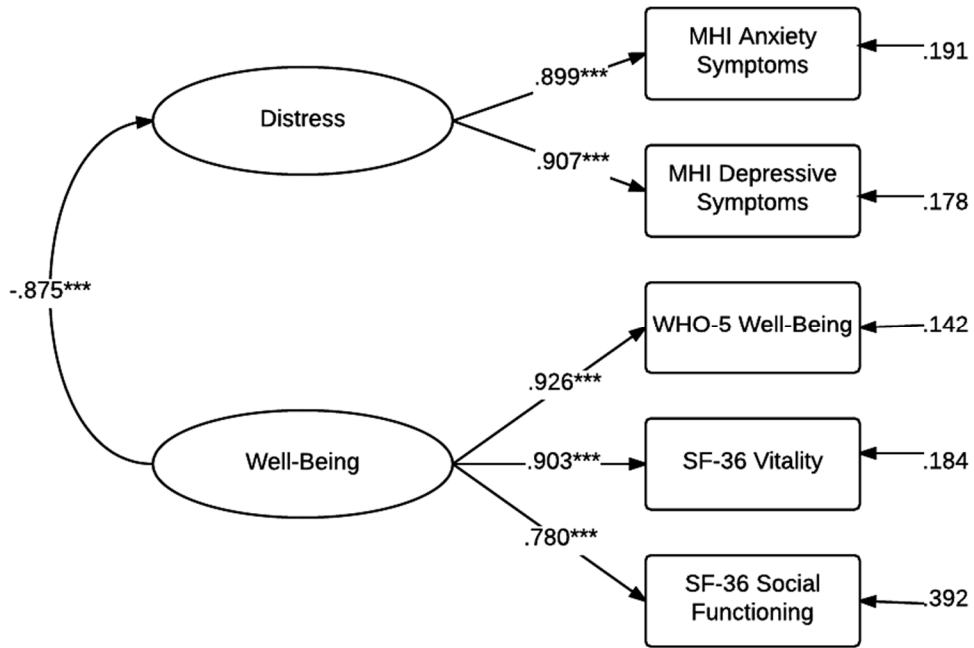 MHI Anxiety
Symptoms
.191
.899***
Distress
.907***
MHI Depressive
Symptoms
.178
-.875***
WHO-5 Well-Being
.142
.926***
Well-Being
.903***
SF-36 Vitality
.184
.780***
SF-36 Social
Functioning
.392